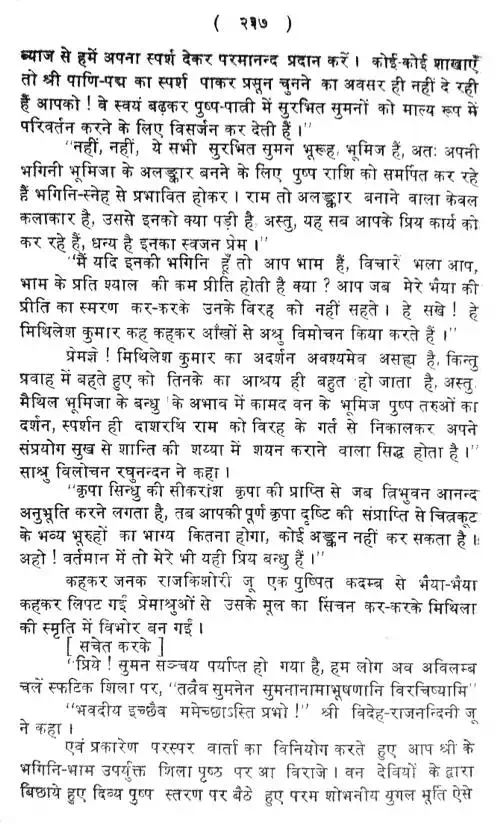 ( २३७ )
ब्याज से हमें अपना स्पर्श देकर परमानन्द प्रदान करें । कोई-कोई शाखाएँ
तो श्री पाणि-पद्म का स्पर्श पाकर प्रसून चुनने का अवसर ही नहीं दे रही
हैं आपको ! वे स्वयं बढ़कर पुष्प-पात्री में सुरभित सुमनों को माल्य रूप में
परिवर्तन करने के लिए विसर्जन कर देती हैं ।"
"नहीं, नहीं, ये सभी सुरभित सुमन भूरूह, भूमिज हैं, अतः अपनी
भगिनी भूमिजा के अलङ्कार बनने के लिए पुष्प राशि को समर्पित कर रहे
हैं भगिनि-स्नेह से प्रभावित होकर । राम तो अलङ्कार बनाने वाला केवल
कलाकार है, उससे इनको क्या पड़ी है अस्तु, यह सब आपके प्रिय कार्य को
कर रहे हैं, धन्य है इनका स्वजन प्रेम ।"
"मैं यदि इनकी भगिनि हूँ तो आप भाम हैं, विचारें भला आप,
भाम के प्रति श्याल की कम प्रीति होती है क्या ? आप जब मेरे भैया की
प्रीति का स्मरण कर-करके उनके विरह को नहीं सहते । हे सखे ! हे
मिथिलेश कुमार कह कहकर आँखों से अश्रु विमोचन किया करते हैं ।"
प्रेमज्ञे ! मिथिलेश कुमार का अदर्शन अवश्यमेव असह्य है, किन्तु
प्रवाह में बहते हुए को तिनके का आश्रय ही बहुत हो जाता है, अस्तु
मैथिल भूमिजा के बन्धु के अभाव में कामद वन के भूमिज पुष्प तरुओं का
दर्शन, स्पर्शन ही दाशरथि राम को विरह के गर्त से निकालकर अपने
संप्रयोग सुख से शान्ति की शय्या में शयन कराने वाला सिद्ध होता है ।"
साश्रु विलोचन रघुनन्दन ने कहा ।
"कृपा सिन्धु की सीकरांश कृपा की प्राप्ति से जब त्रिभुवन आनन्द
अनुभूति करने लगता है, तब आपकी पूर्ण कृपा दृष्टि की संप्राप्ति से चित्रकूट
के भव्य भूरुहों का भाग्य कितना होगा, कोई अङ्कन नहीं कर सकता है ।
अहो ! वर्तमान में तो मेरे भी यही प्रिय बन्धु हैं ।"
कहकर जनक राजकिशोरी जू एक पुष्पित कदम्ब से भैया-भैया
कहकर लिपट गईं प्रेमाश्रुओं से उसके मूल का सिंचन कर-करके मिथिला
की स्मृति में विभोर बन गईं ।
[ सचेत करके ]
"प्रिये ! सुमन सञ्चय पर्याप्त हो गया है, हम लोग अब अविलम्ब
चलें स्फटिक शिला पर, "तत्रैव सुमनेन सुमनानामाभूषणानि विरचिष्यामि"
"भवदीय इच्छैव ममेच्छाऽस्ति प्रभो !" श्री विदेह-राजनन्दिनी जू
ने कहा ।
एवं प्रकारेण परस्पर वार्ता का विनियोग करते हुए आप श्री के
भगिनि-भाम उपर्युक्त शिला पृष्ठ पर आ विराजे । वन देवियों के द्वारा
बिछाये हुए दिव्य पुष्प स्तरण पर बैठे हुए परम शोभनीय युगल मूर्ति ऐसे